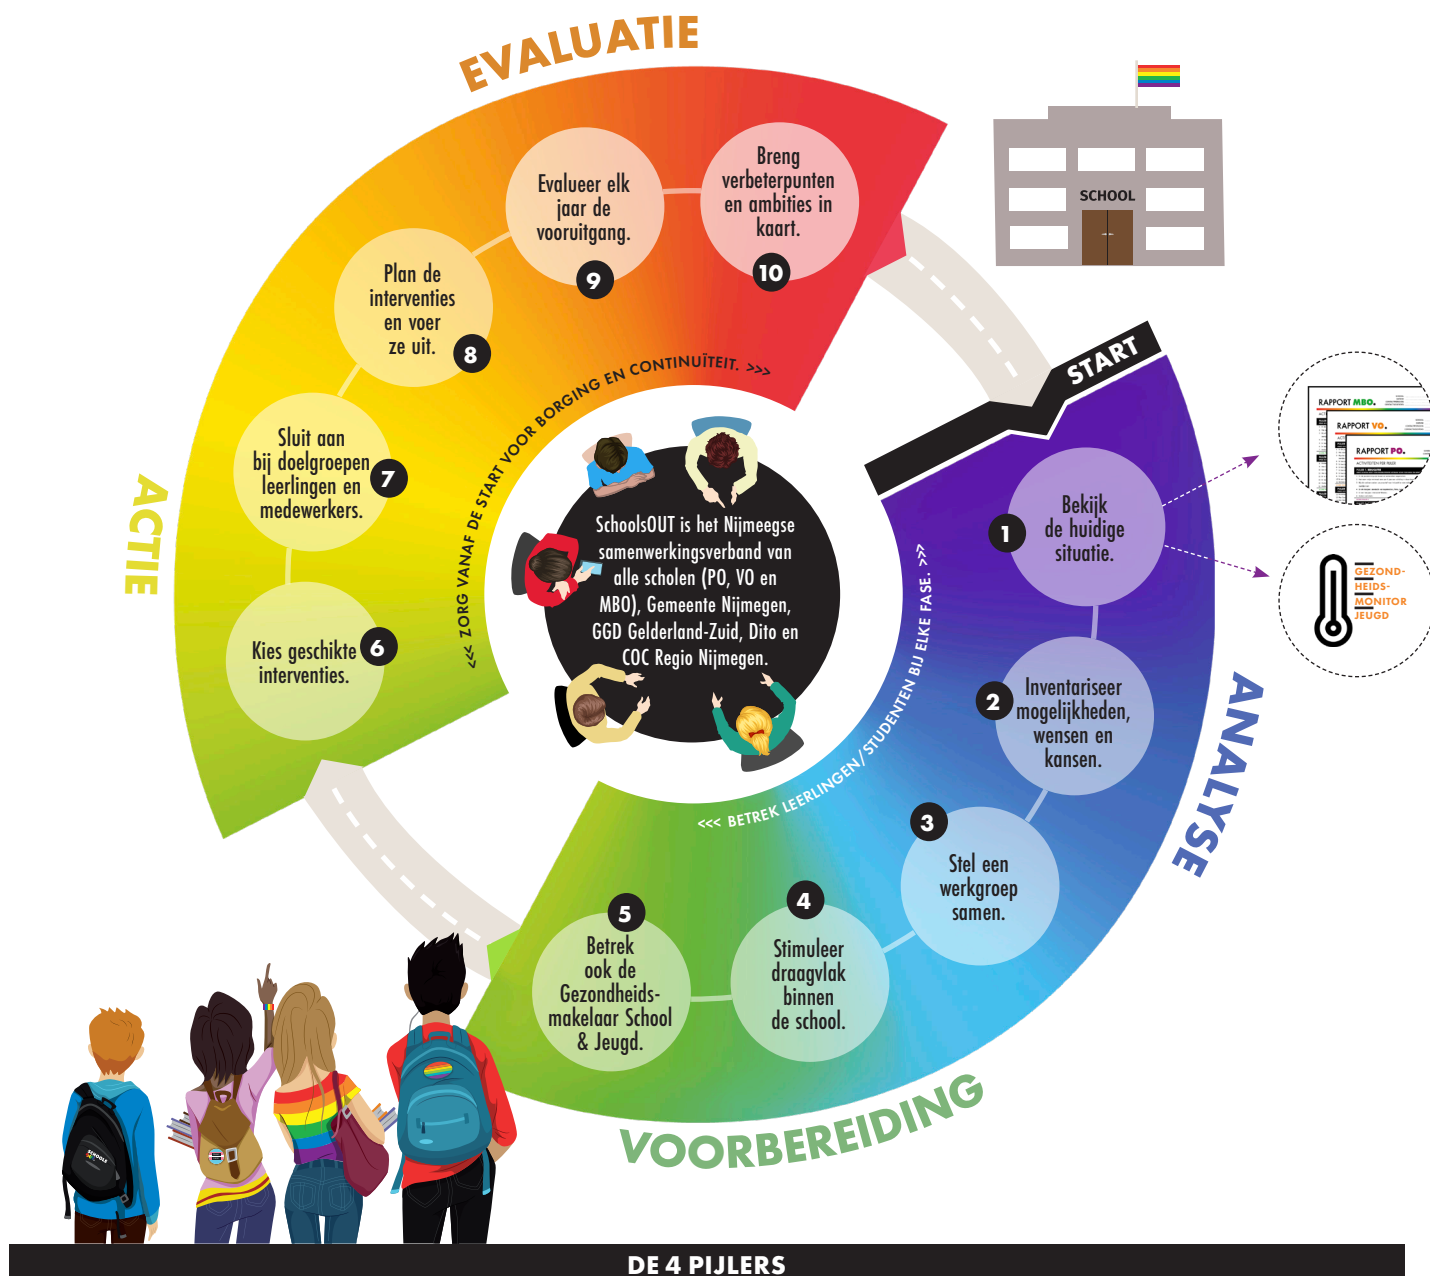 EVALUATIE
SCHOOL
START
Breng
verbeterpunten
en ambities in
kaart.
10
Evalueer elk
jaar de
vooruitgang.
9
Plan de
interventies
en voer
ze uit.
8
Sluit aan
bij doelgroepen
leerlingen en
medewerkers.
7
Kies geschikte
interventies.
6
ACTIE
<<< ZORG VANAF DE START VOOR BORGING EN CONTINUÏTEIT. >>>
SchoolsOUT is het Nijmeegse
samenwerkingsverband van
alle scholen (PO, VO en
MBO), Gemeente Nijmegen,
GGD Gelderland-Zuid, Dito en
COC Regio Nijmegen.
<<< BETREK LEERLINGEN/STUDENTEN BIJ ELKE FASE. >>>
1
Bekijk
de huidige
situatie.
RAPPORT MBO.
RAPPORT VO.
RAPPORT PO.
ACTIVITEITEN PER PIJLER
GEZOND-
HEIDS-
MONITOR
JEUGD
2
Inventariseer
mogelijkheden,
wensen en
kansen.
ANALYSE
3
Stel een
werkgroep
samen.
4
Stimuleer
draagvlak
binnen
de school.
5
Betrek
ook de
Gezondheids-
makelaar School
& Jeugd.
VOORBEREIDING
DE 4 PIJLERS